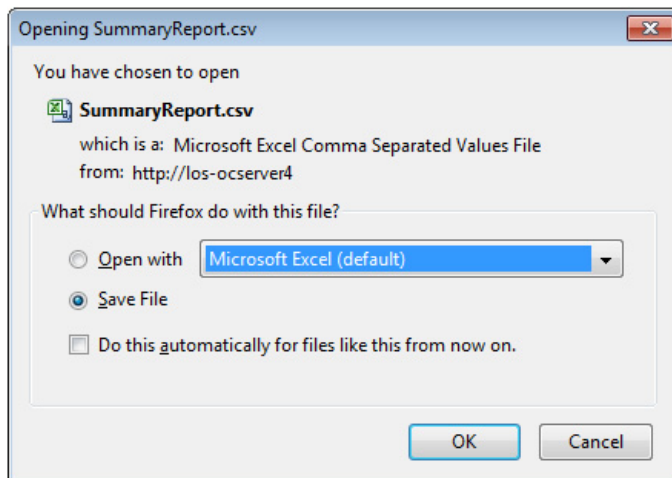 Opening SummaryReport.csv
You have chosen to open
SummaryReport.csv
which is a: Microsoft Excel Comma Separated Values File
from: http://los-ocserver4
What should Firefox do with this file?
Open with Microsoft Excel (default)
Save File
Do this automatically for files like this from now on.
OK Cancel